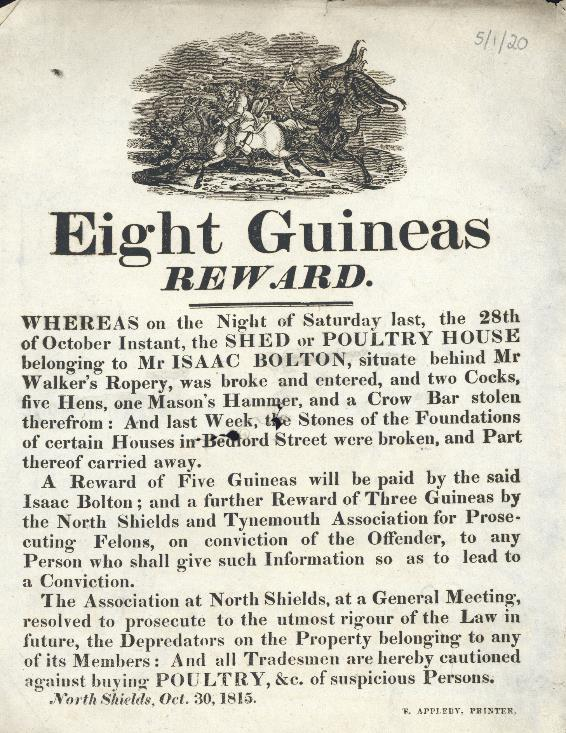 5/1/20
Eight Guineas
REWARD.
WHEREAS on the Night of Saturday last, the 28th
of October Instant, the SHED or POULTRY HOUSE
belonging to Mr ISAAC BOLTON, situate behind Mr
Walker's Ropery, was broke and entered, and two Cocks,
five Hens, one Mason's Hammer, and a Crow Bar stolen
therefrom : And last Week, the Stones of the Foundations
of certain Houses in Bedford Street were broken, and Part
thereof carried away.
A Reward of Five Guineas will be paid by the said
Isaac Bolton ; and a further Reward of Three Guineas by
the North Shields and Tynemouth Association for Prose-
cuting Felons, on conviction of the Offender, to any
Person who shall give such Information so as to lead to
a Conviction.
The Association at North Shields, at a General Meeting,
resolved to prosecute to the utmost rigour of the Law in
future, the Depredators on the Property belonging to any
of its Members : And all Tradesmen are hereby cautioned
against buying POULTRY, &c. of suspicious Persons.
North Shields, Oct. 30, 1815.
E. APPLEBY, PRINTER.